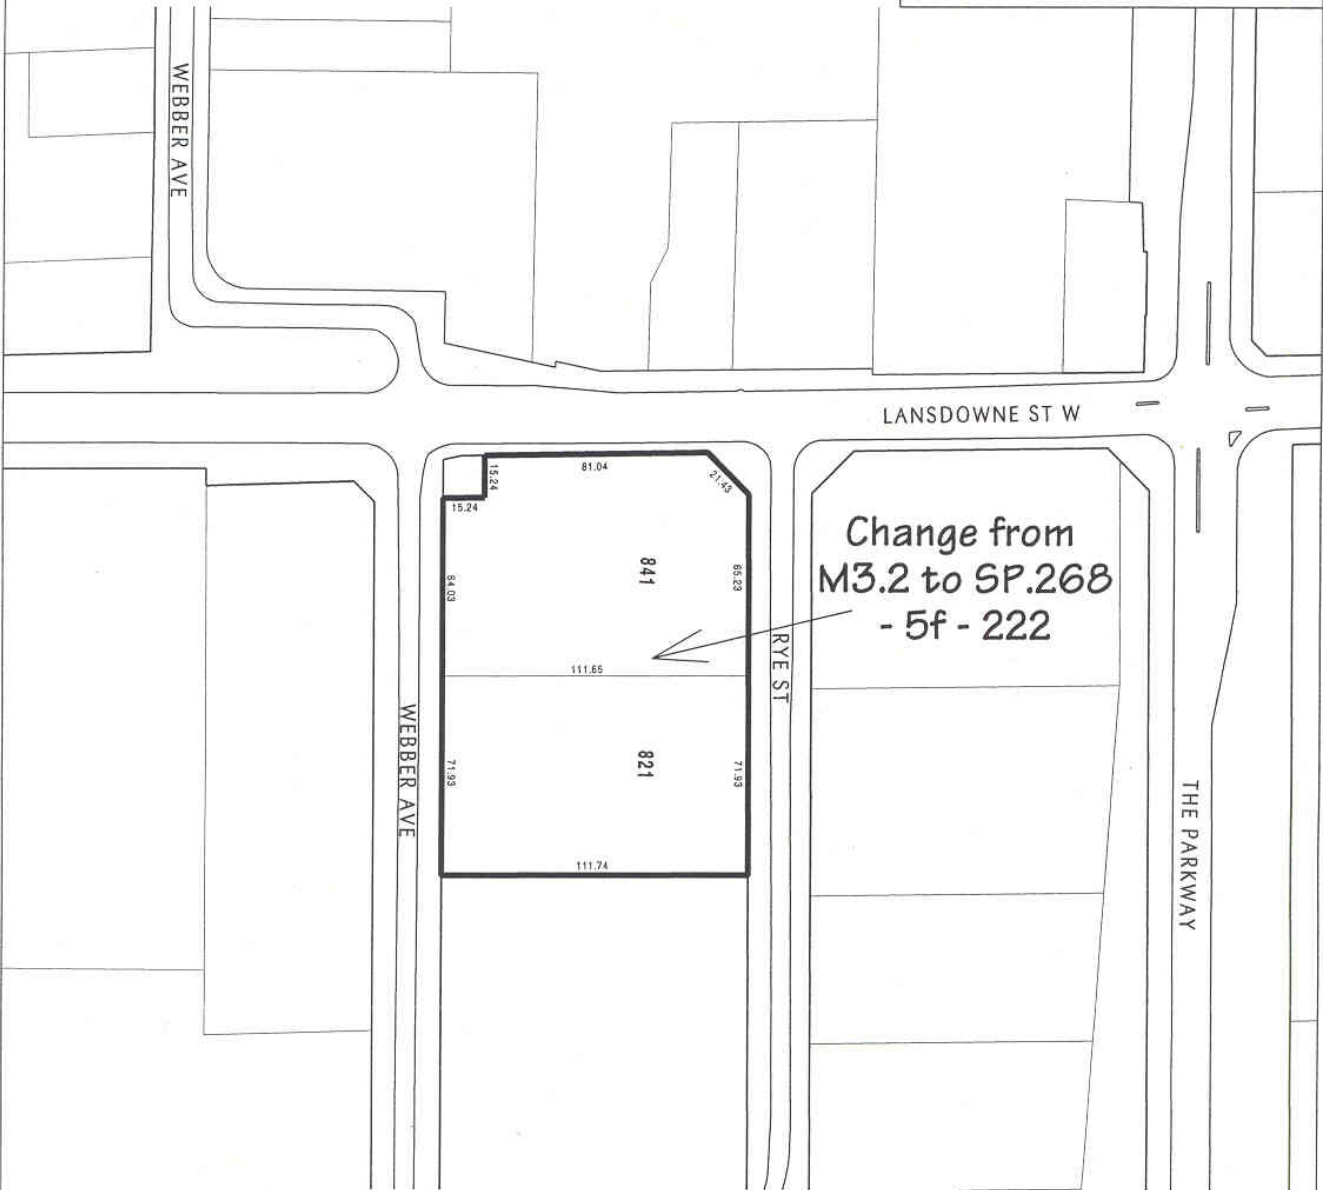 WEBBER AVE
LANSDOWNE ST W
81.04
21.43
15.24
15.24
Change from
M3.2 to SP.268
- 5f - 222
841
65.29
64.03
RYE ST
111.65
WEBBER AVE
821
71.93
71.93
THE PARKWAY
111.74